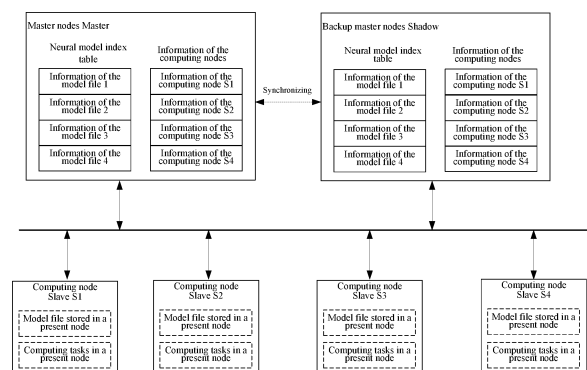 Master nodes Master
Neural model index
table
Information of the
computing nodes
Information of the
model file 1
Information of the
model file 2
Information of the
model file 3
Information of the
model file 4
Information of the
computing node S1
Information of the
computing node S2
Information of the
computing node S3
Information of the
computing node S4
Synchronizing
Backup master nodes Shadow
Neural model index
table
Information of the
computing nodes
Information of the
model file 1
Information of the
model file 2
Information of the
model file 3
Information of the
model file 4
Information of the
computing node S1
Information of the
computing node S2
Information of the
computing node S3
Information of the
computing node S4
Computing node
Slave S1
Model file stored in a
present node
Computing tasks in a
present node
Computing node
Slave S2
Model file stored in a
present node
Computing tasks in a
present node
Computing node
Slave S3
Model file stored in a
present node
Computing tasks in a
present node
Computing node
Slave S4
Model file stored in a
present node
Computing tasks in a
present node